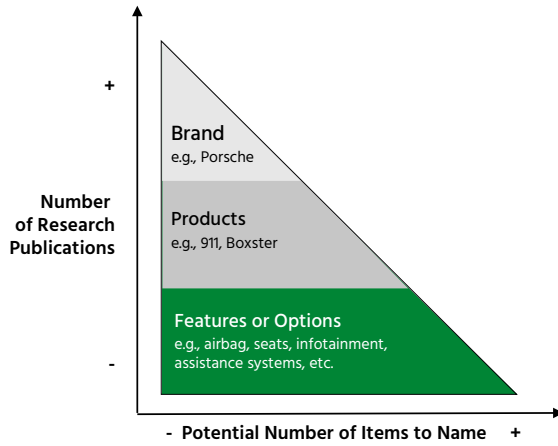 +
Brand
e.g., Porsche
Number
of Research
Publications
Products
e.g., 911, Boxster
Features or Options
e.g., airbag, seats, infotainment,
assistance systems, etc.
-
- Potential Number of Items to Name +